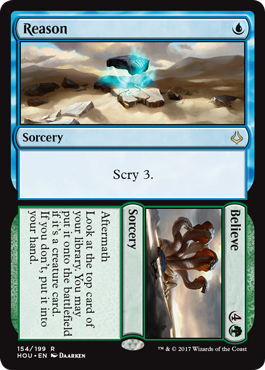 Reason
Sorcery
Scry 3.
Believe
4
Sorcery
Aftermath
Look at the top card of
your library. You may
put it onto the battlefield
if it's a creature card.
If you don't, put it into
your hand.
154/199 R
HOU • EN DAARKEN
™ & © 2017 Wizards of the Coast